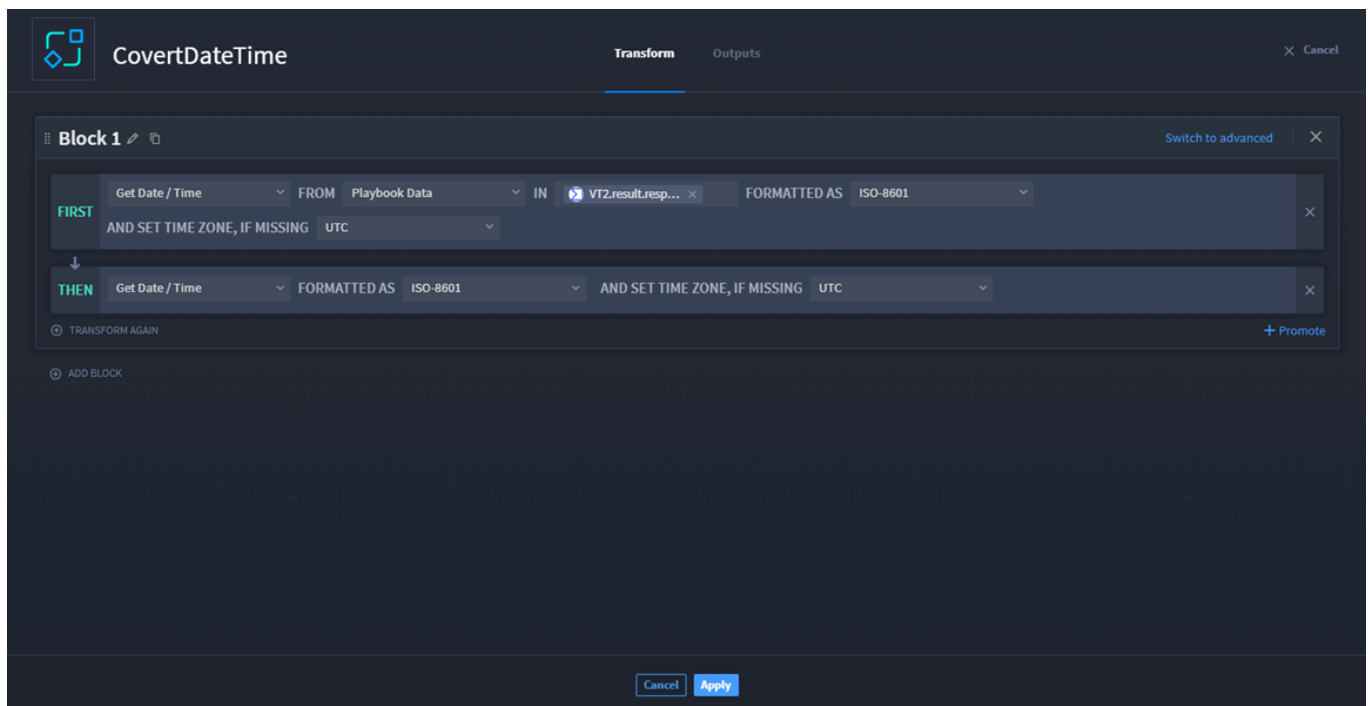 CovertDateTime
Transform Outputs
Cancel
Block 1
Switch to advanced
FIRST Get Date / Time FROM Playbook Data IN VT2.result.resp... FORMATTED AS ISO-8601
AND SET TIME ZONE, IF MISSING UTC
THEN Get Date / Time FORMATTED AS ISO-8601 AND SET TIME ZONE, IF MISSING UTC
TRANSFORM AGAIN
+ Promote
ADD BLOCK
Cancel Apply